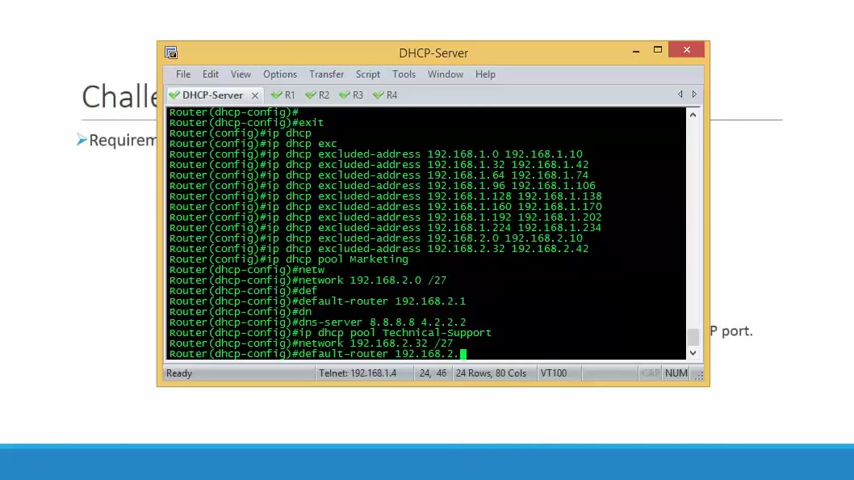 DHCP-Server
File Edit View Options Transfer Script Tools Window Help
DHCP-Server R1 R2 R3 R4
Challe
Requirem
Router(dhcp-config)#
Router(dhcp-config)#exit
Router(config)#ip dhcp
Router(config)#ip dhcp exc
Router(config)#ip dhcp excluded-address 192.168.1.0 192.168.1.10
Router(config)#ip dhcp excluded-address 192.168.1.32 192.168.1.42
Router(config)#ip dhcp excluded-address 192.168.1.64 192.168.1.74
Router(config)#ip dhcp excluded-address 192.168.1.96 192.168.1.106
Router(config)#ip dhcp excluded-address 192.168.1.128 192.168.1.138
Router(config)#ip dhcp excluded-address 192.168.1.160 192.168.1.170
Router(config)#ip dhcp excluded-address 192.168.1.192 192.168.1.202
Router(config)#ip dhcp excluded-address 192.168.1.224 192.168.1.234
Router(config)#ip dhcp excluded-address 192.168.2.0 192.168.2.10
Router(config)#ip dhcp excluded-address 192.168.2.32 192.168.2.42
Router(config)#ip dhcp pool Marketing
Router(dhcp-config)#netw
Router(dhcp-config)#network 192.168.2.0 /27
Router(dhcp-config)#def
Router(dhcp-config)#default-router 192.168.2.1
Router(dhcp-config)#dn
Router(dhcp-config)#dns-server 8.8.8.8 4.2.2.2
Router(dhcp-config)#ip dhcp pool Technical-Support
Router(dhcp-config)#network 192.168.2.32 /27
Router(dhcp-config)#default-router 192.168.2.
P port.
Ready Telnet: 192.168.1.4 24, 46 24 Rows, 80 Cols VT100 CAP NUM